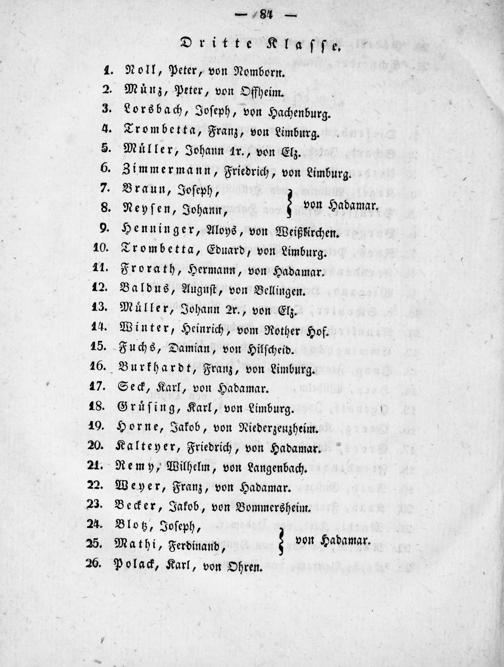 — 84 —
Dritte Klasse.
1. Noll, Peter, von Nomborn.
2. Münz, Peter, von Offheim.
3. Lorsbach, Joseph, von Hachenburg.
4. Trombetta, Franz, von Limburg.
5. Müller, Johann 1r., von Elz.
6. Zimmermann, Friedrich, von Limburg.
7. Braun, Joseph,
8. Neysen, Johann, } von Hadamar.
9. Henninger, Aloys, von Weißkirchen.
10. Trombetta, Eduard, von Limburg.
11. Frorath, Hermann, von Hadamar.
12. Baldus, August, von Bellingen.
13. Müller, Johann 2r., von Elz.
14. Winter, Heinrich, vom Rother Hof.
15. Fuchs, Damian, von Hilscheid.
16. Burkhardt, Franz, von Limburg.
17. Seck, Karl, von Hadamar.
18. Grüsing, Karl, von Limburg.
19. Horne, Jakob, von Niederzeuzheim.
20. Kalteyer, Friedrich, von Hadamar.
21. Remy, Wilhelm, von Langenbach.
22. Weyer, Franz, von Hadamar.
23. Becker, Jakob, von Bommersheim.
24. Blotz, Joseph,
25. Mathi, Ferdinand, } von Hadamar.
26. Polack, Karl, von Ohren.